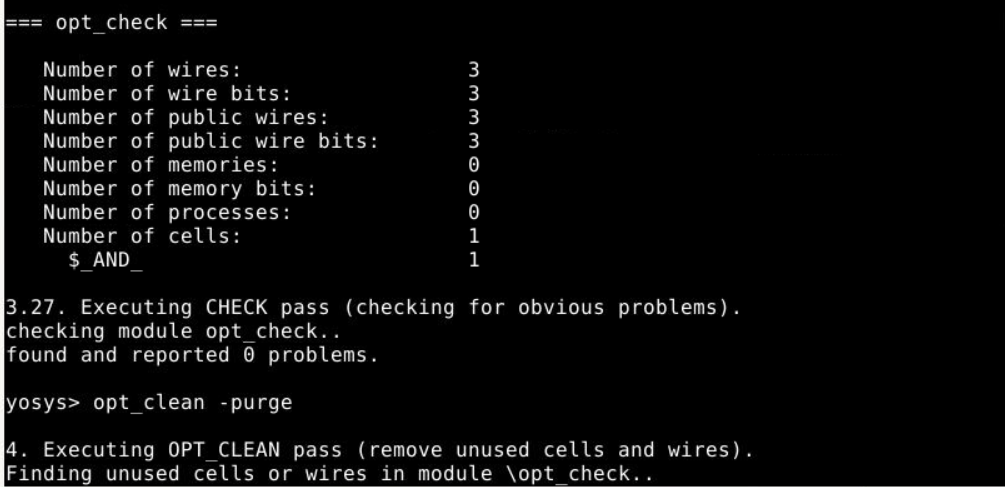 === opt_check ===
Number of wires: 3
Number of wire bits: 3
Number of public wires: 3
Number of public wire bits: 3
Number of memories: 0
Number of memory bits: 0
Number of processes: 0
Number of cells: 1
$_AND_ 1
3.27. Executing CHECK pass (checking for obvious problems).
checking module opt_check..
found and reported 0 problems.
yosys> opt_clean -purge
4. Executing OPT_CLEAN pass (remove unused cells and wires).
Finding unused cells or wires in module \opt_check..